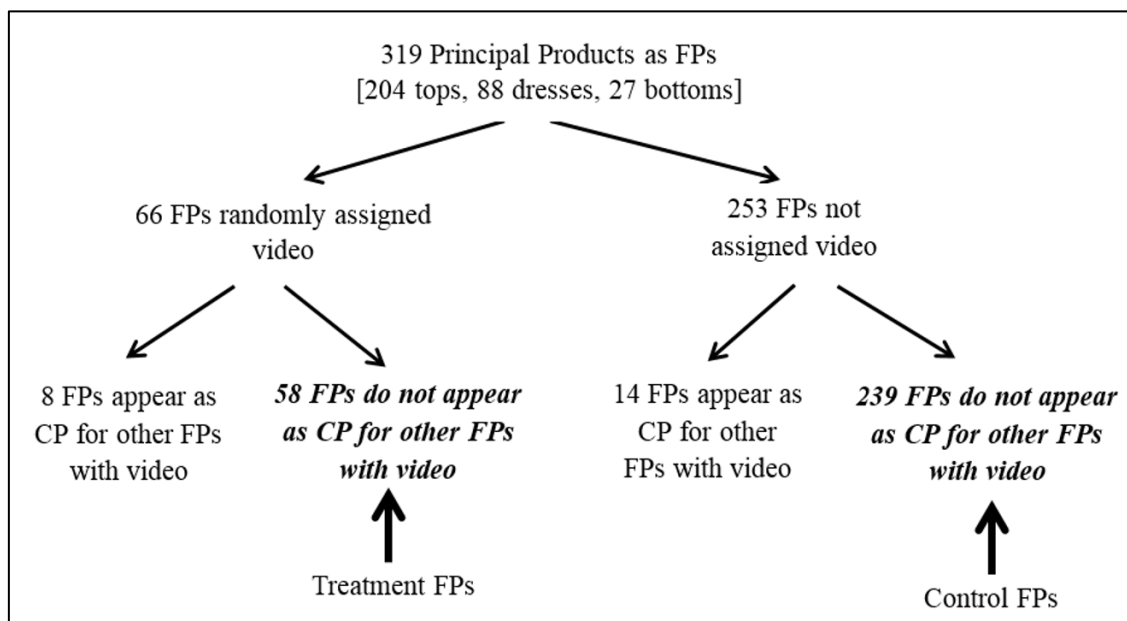 319 Principal Products as FPs
[204 tops, 88 dresses, 27 bottoms]
66 FPs randomly assigned
video
253 FPs not
assigned video
8 FPs appear as
CP for other FPs
with video
58 FPs do not appear
as CP for other FPs
with video
14 FPs appear as
CP for other
FPs with video
239 FPs do not appear
as CP for other FPs
with video
Treatment FPs
Control FPs